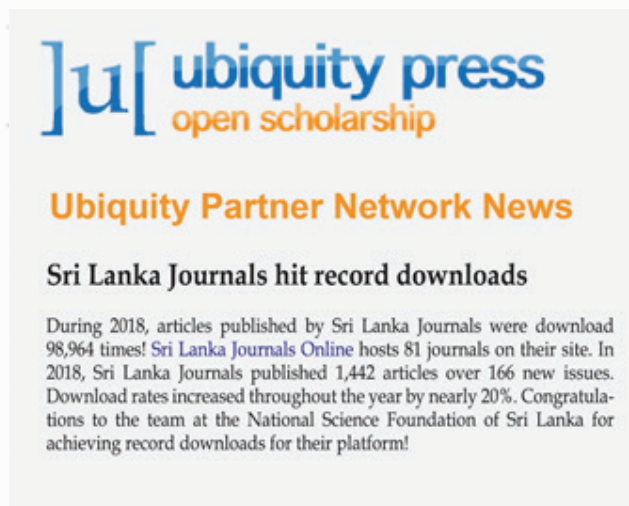 ]u[ ubiquity press
open scholarship
Ubiquity Partner Network News
Sri Lanka Journals hit record downloads
During 2018, articles published by Sri Lanka Journals were download
98,964 times! Sri Lanka Journals Online hosts 81 journals on their site. In
2018, Sri Lanka Journals published 1,442 articles over 166 new issues.
Download rates increased throughout the year by nearly 20%. Congratula-
tions to the team at the National Science Foundation of Sri Lanka for
achieving record downloads for their platform!